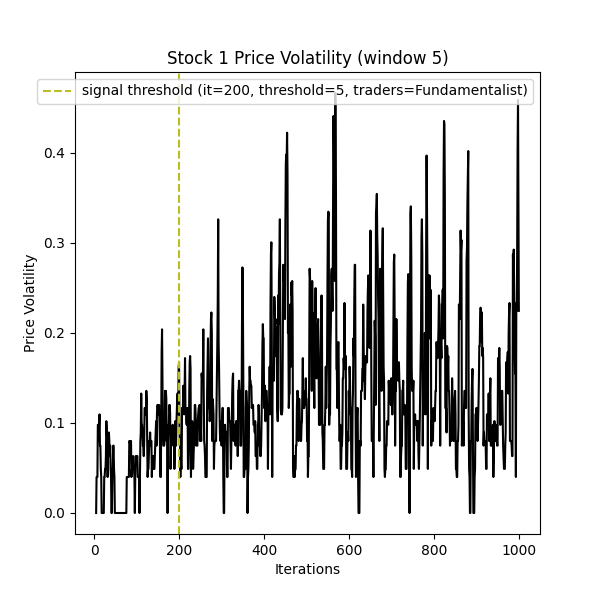 Stock 1 Price Volatility (window 5)
signal threshold (it=200, threshold=5, traders=Fundamentalist)
0.4
0.3
0.2
0.1
0.0
Price Volatility
0 200 400 600 800 1000
Iterations